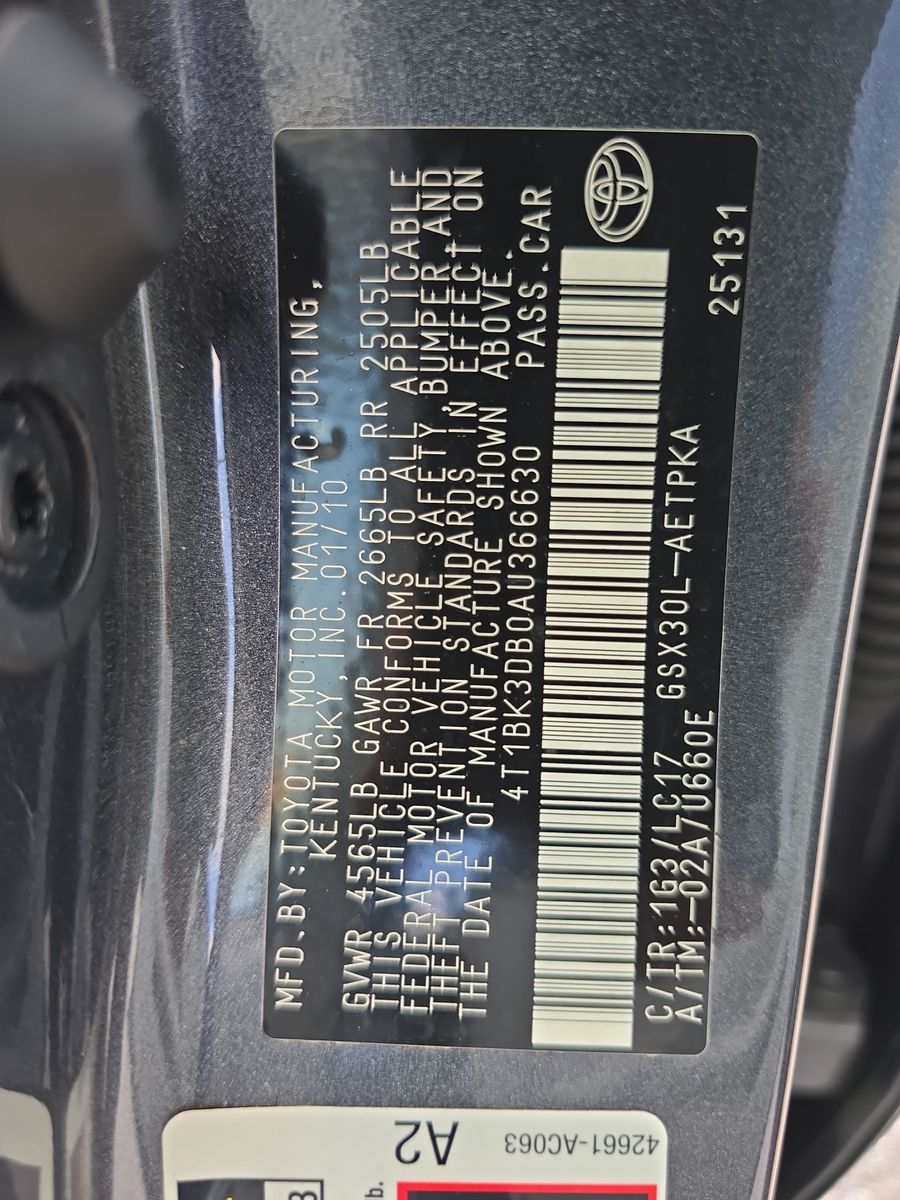 MFD.BY:TOYOTA MOTOR MANUFACTURING,
KENTUCKY,INC.01/10
GVWR 4565LB GAWR FR 2665LB RR 2505LB
THIS VEHICLE CONFORMS TO ALL APPLICABLE
FEDERAL MOTOR VEHICLE SAFETY, BUMPER,AND
THEFT PREVENTION STANDARDS IN EFFECT ON
THE DATE OF MANUFACTURE SHOWN ABOVE.
4T1BK3DB0AU366630 PASS.CAR
C/TR:1G3/LC17 GSX30L-AETPKA
A/TM:-02A/U660E 25131
A2
42661-AC063